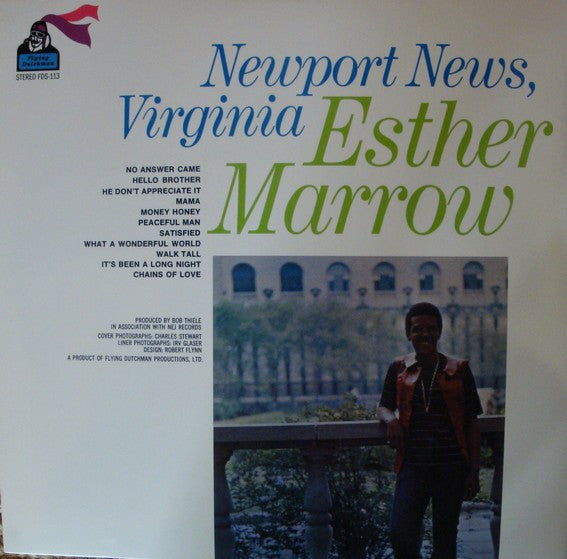 Flying
Dutchman
STEREO FDS-113
Newport News,
Virginia Esther
Marrow
NO ANSWER CAME
HELLO BROTHER
HE DON'T APPRECIATE IT
MAMA
MONEY HONEY
PEACEFUL MAN
SATISFIED
WHAT A WONDERFUL WORLD
WALK TALL
IT'S BEEN A LONG NIGHT
CHAINS OF LOVE
PRODUCED BY BOB THIELE
IN ASSOCIATION WITH NEJ RECORDS
COVER PHOTOGRAPHS: CHARLES STEWART
LINER PHOTOGRAPHS: IRV GLASER
DESIGN: ROBERT FLYNN
A PRODUCT OF FLYING DUTCHMAN PRODUCTIONS, LTD.